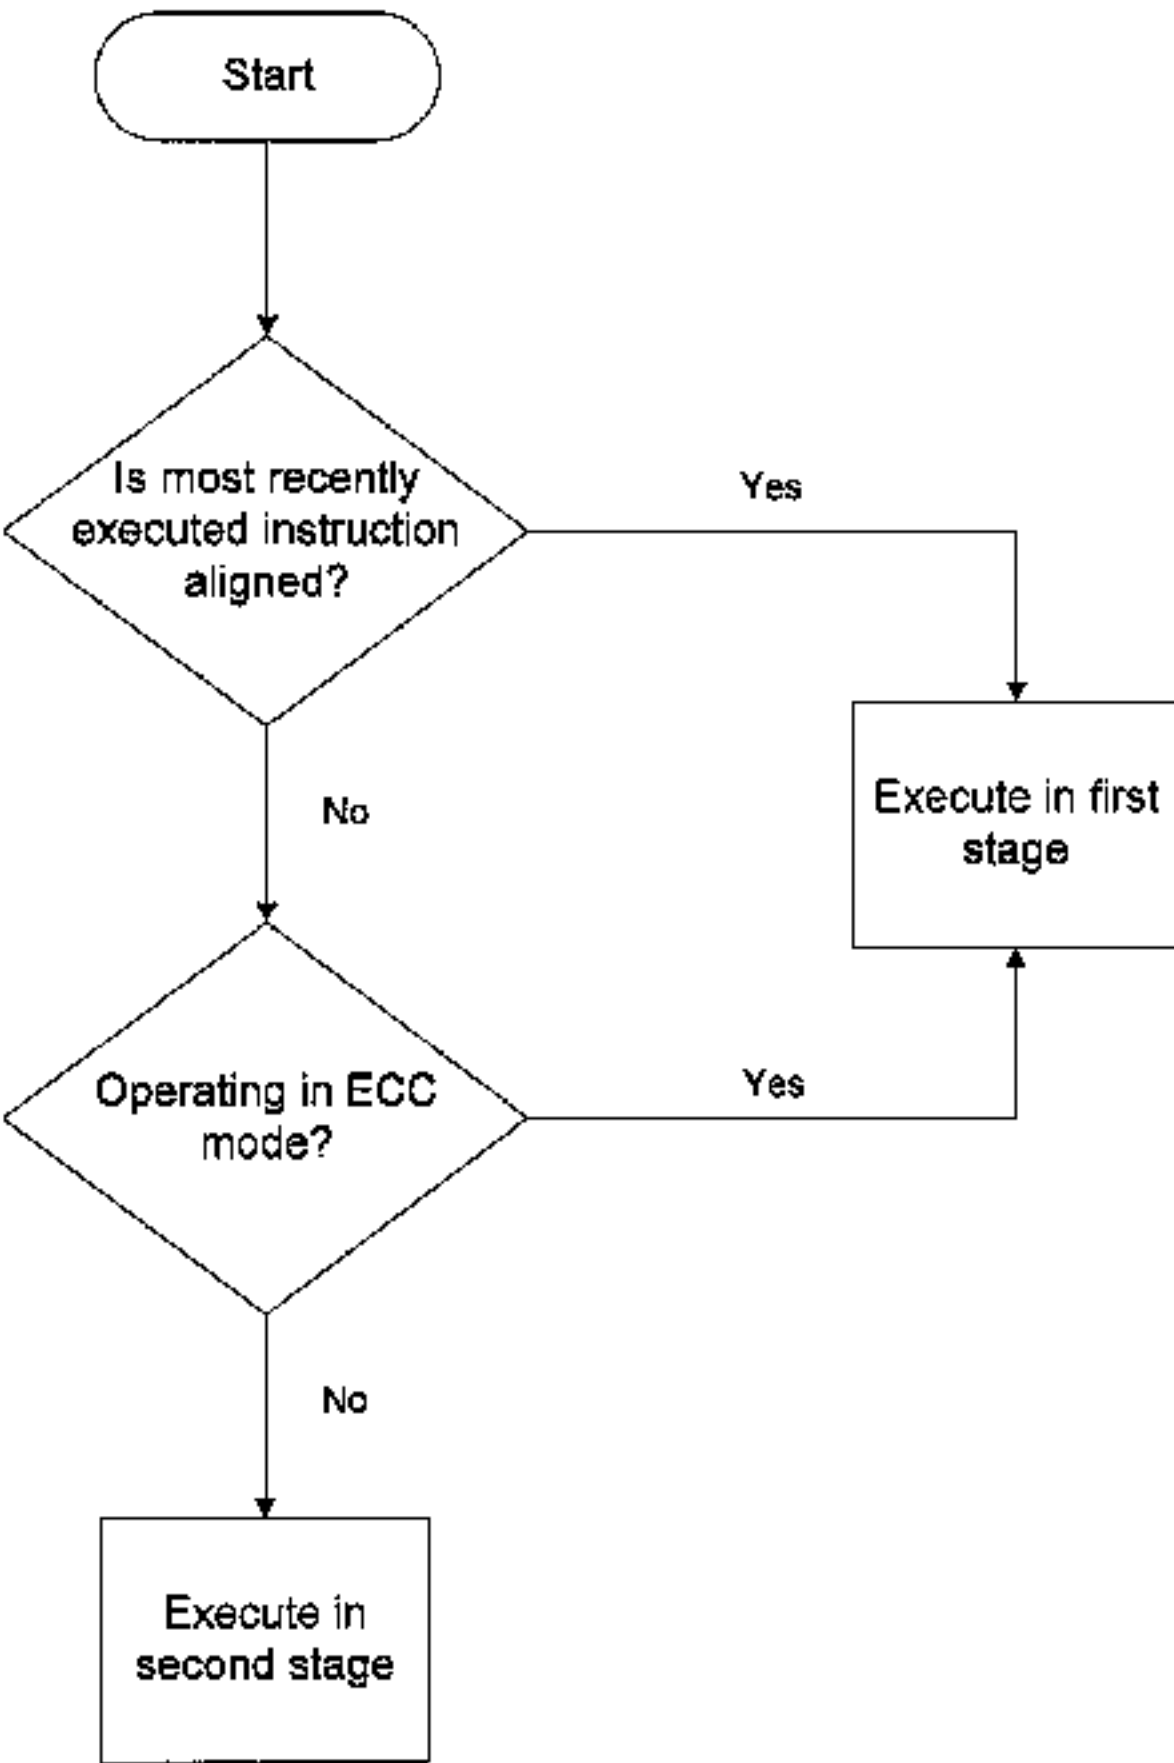 Start
Is most recently
executed instruction
aligned?
Yes
No
Execute in first
stage
Operating in ECC
mode?
Yes
No
Execute in
second stage